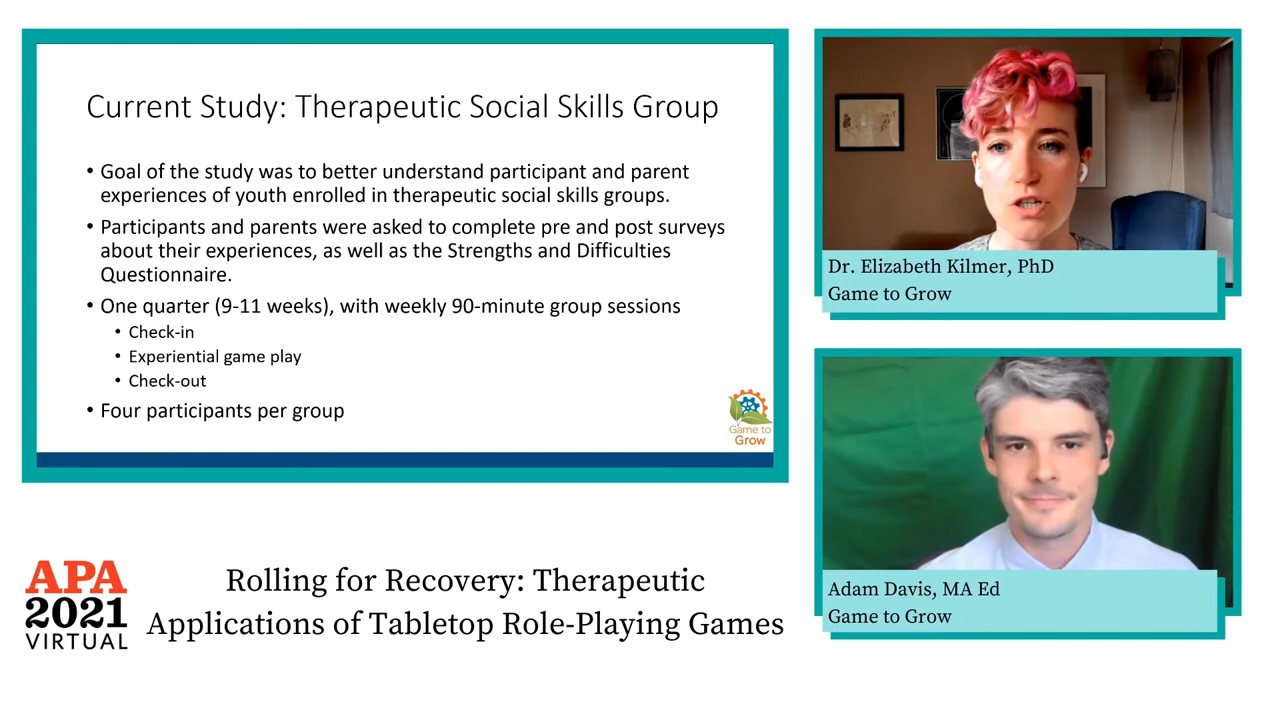 Current Study: Therapeutic Social Skills Group
• Goal of the study was to better understand participant and parent
experiences of youth enrolled in therapeutic social skills groups.
• Participants and parents were asked to complete pre and post surveys
about their experiences, as well as the Strengths and Difficulties
Questionnaire.
• One quarter (9-11 weeks), with weekly 90-minute group sessions
• Check-in
• Experiential game play
• Check-out
• Four participants per group
Game to
Grow
Dr. Elizabeth Kilmer, PhD
Game to Grow
Adam Davis, MA Ed
Game to Grow
APA
2021
VIRTUAL
Rolling for Recovery: Therapeutic
Applications of Tabletop Role-Playing Games